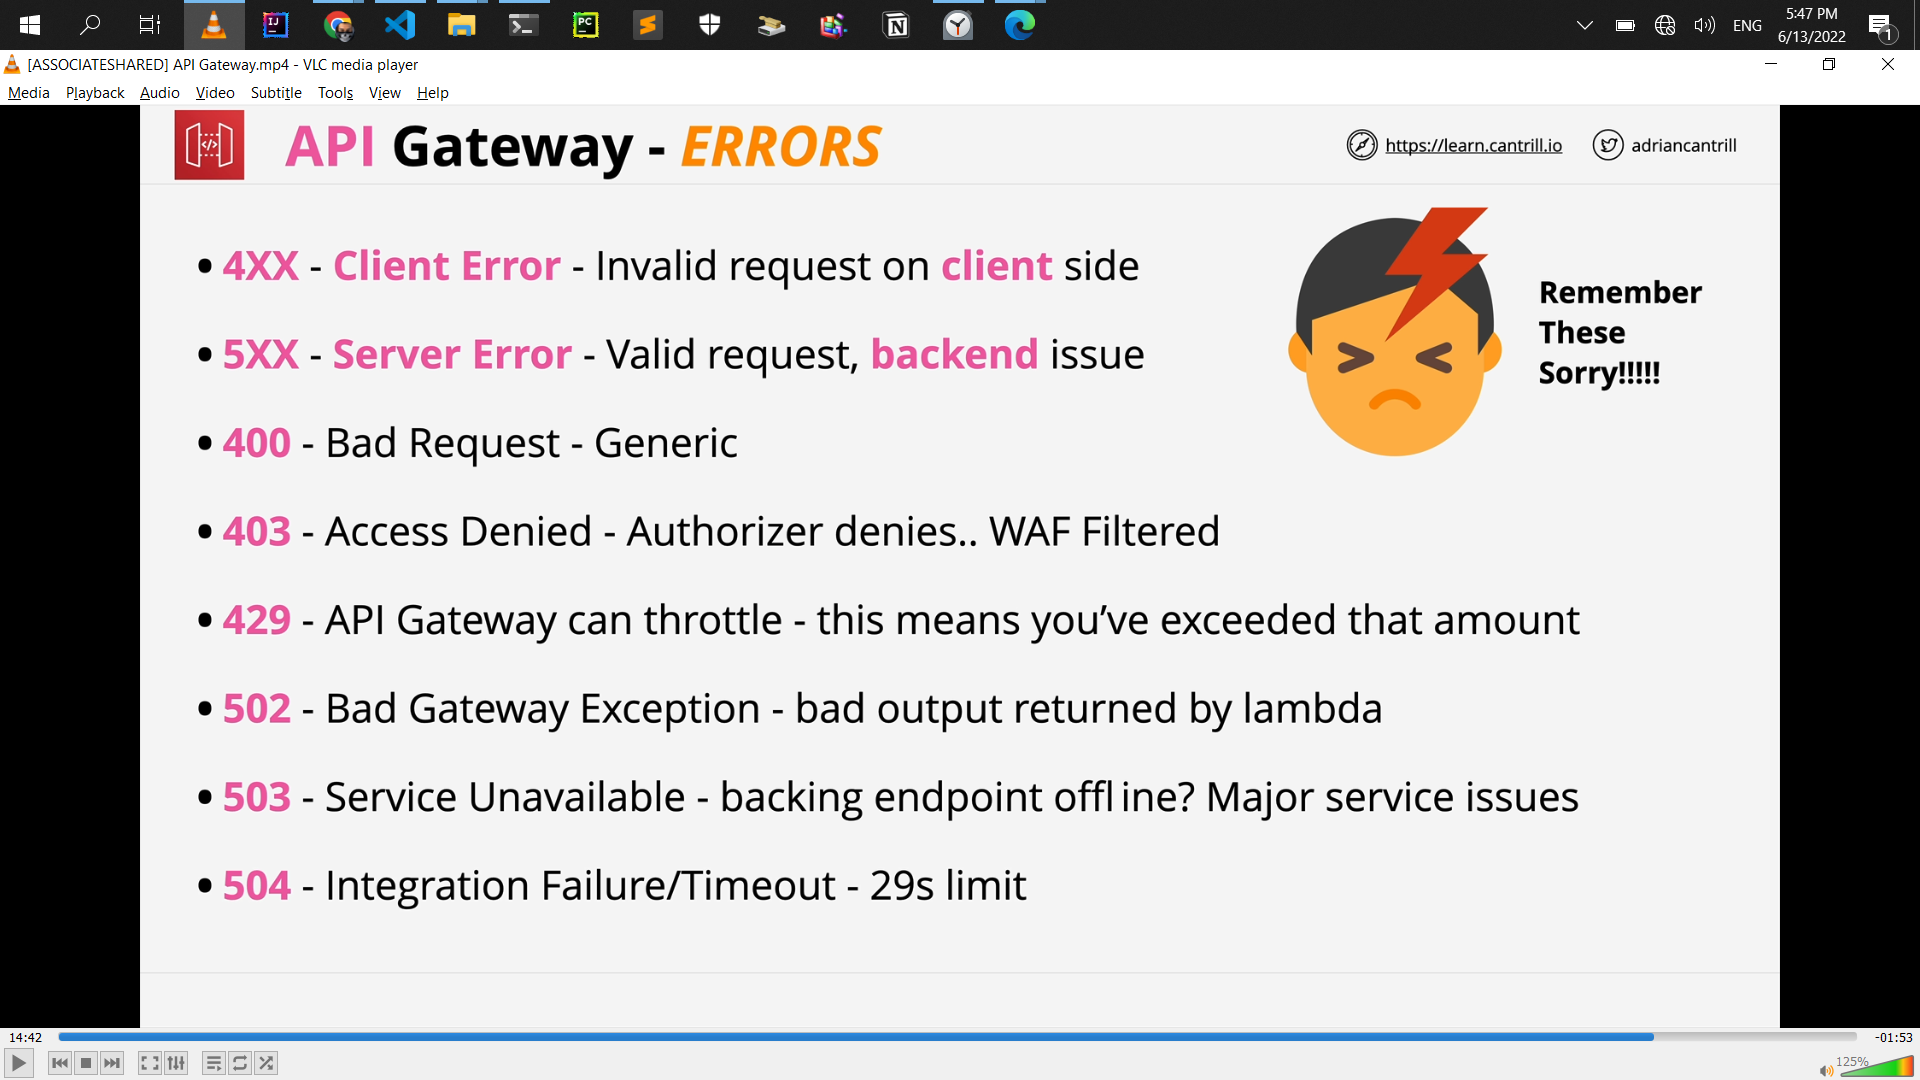 ENG
5:47 PM
6/13/2022
1
[ASSOCIATESHARED] API Gateway.mp4 - VLC media player
Media Playback Audio Video Subtitle Tools View Help
API Gateway - ERRORS
https://learn.cantrill.io
adriancantrill
• 4XX - Client Error - Invalid request on client side
• 5XX - Server Error - Valid request, backend issue
• 400 - Bad Request - Generic
• 403 - Access Denied - Authorizer denies.. WAF Filtered
• 429 - API Gateway can throttle - this means you’ve exceeded that amount
• 502 - Bad Gateway Exception - bad output returned by lambda
• 503 - Service Unavailable - backing endpoint offline? Major service issues
• 504 - Integration Failure/Timeout - 29s limit
Remember
These
Sorry!!!!!
14:42
-01:53
125%